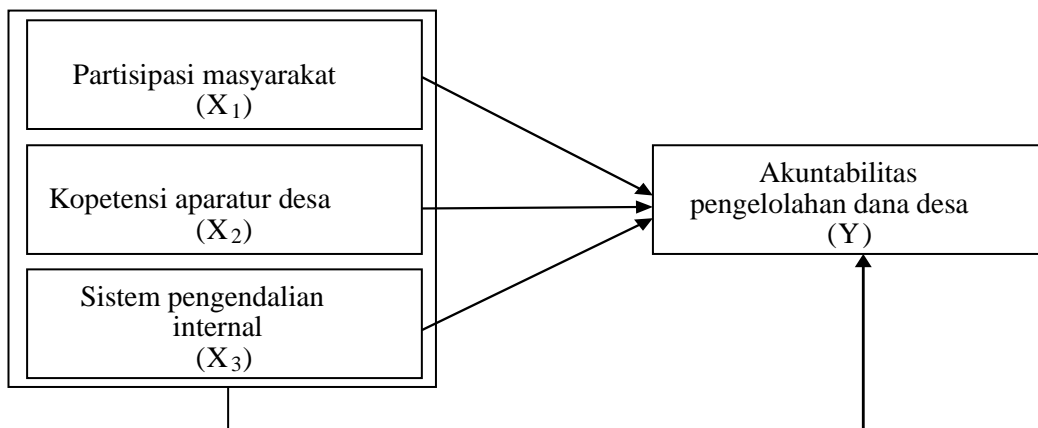 Partisipasi masyarakat
(X1)
Kopetensi aparatur desa
(X2)
Sistem pengendalian
internal
(X3)
Akuntabilitas
pengelolahan dana desa
(Y)